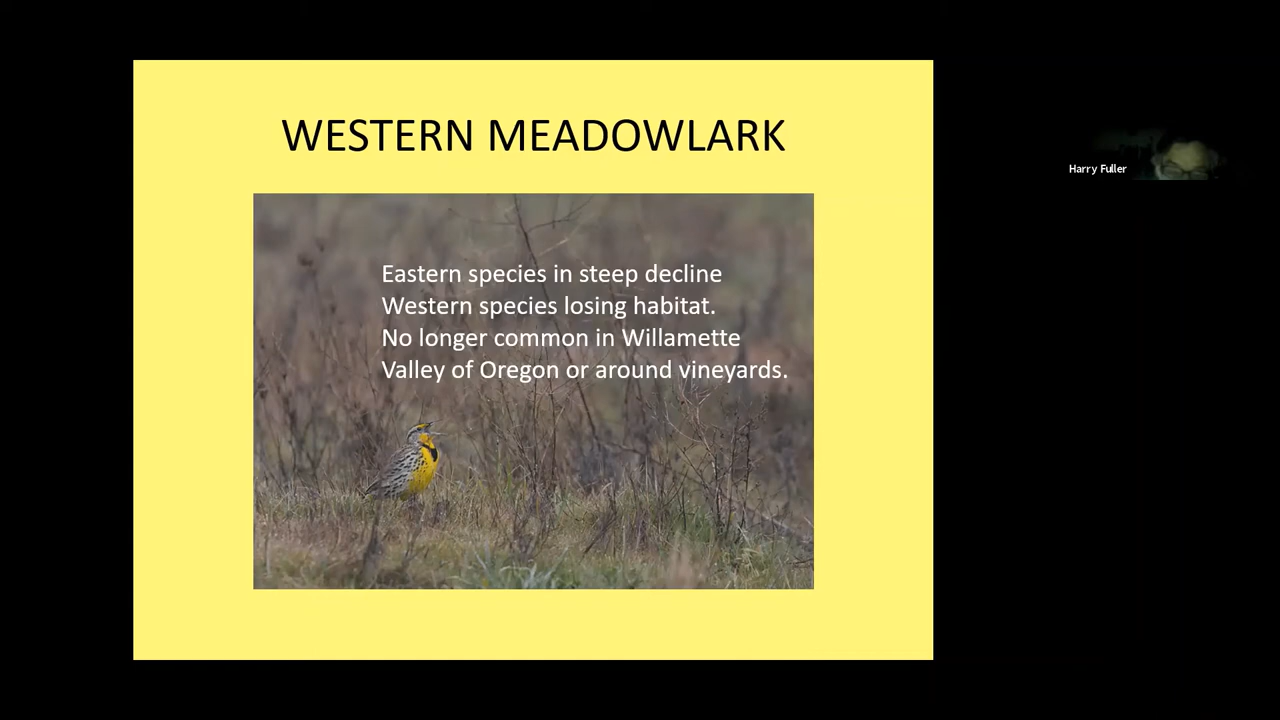 WESTERN MEADOWLARK
Eastern species in steep decline
Western species losing habitat.
No longer common in Willamette
Valley of Oregon or around vineyards.
Harry Fuller